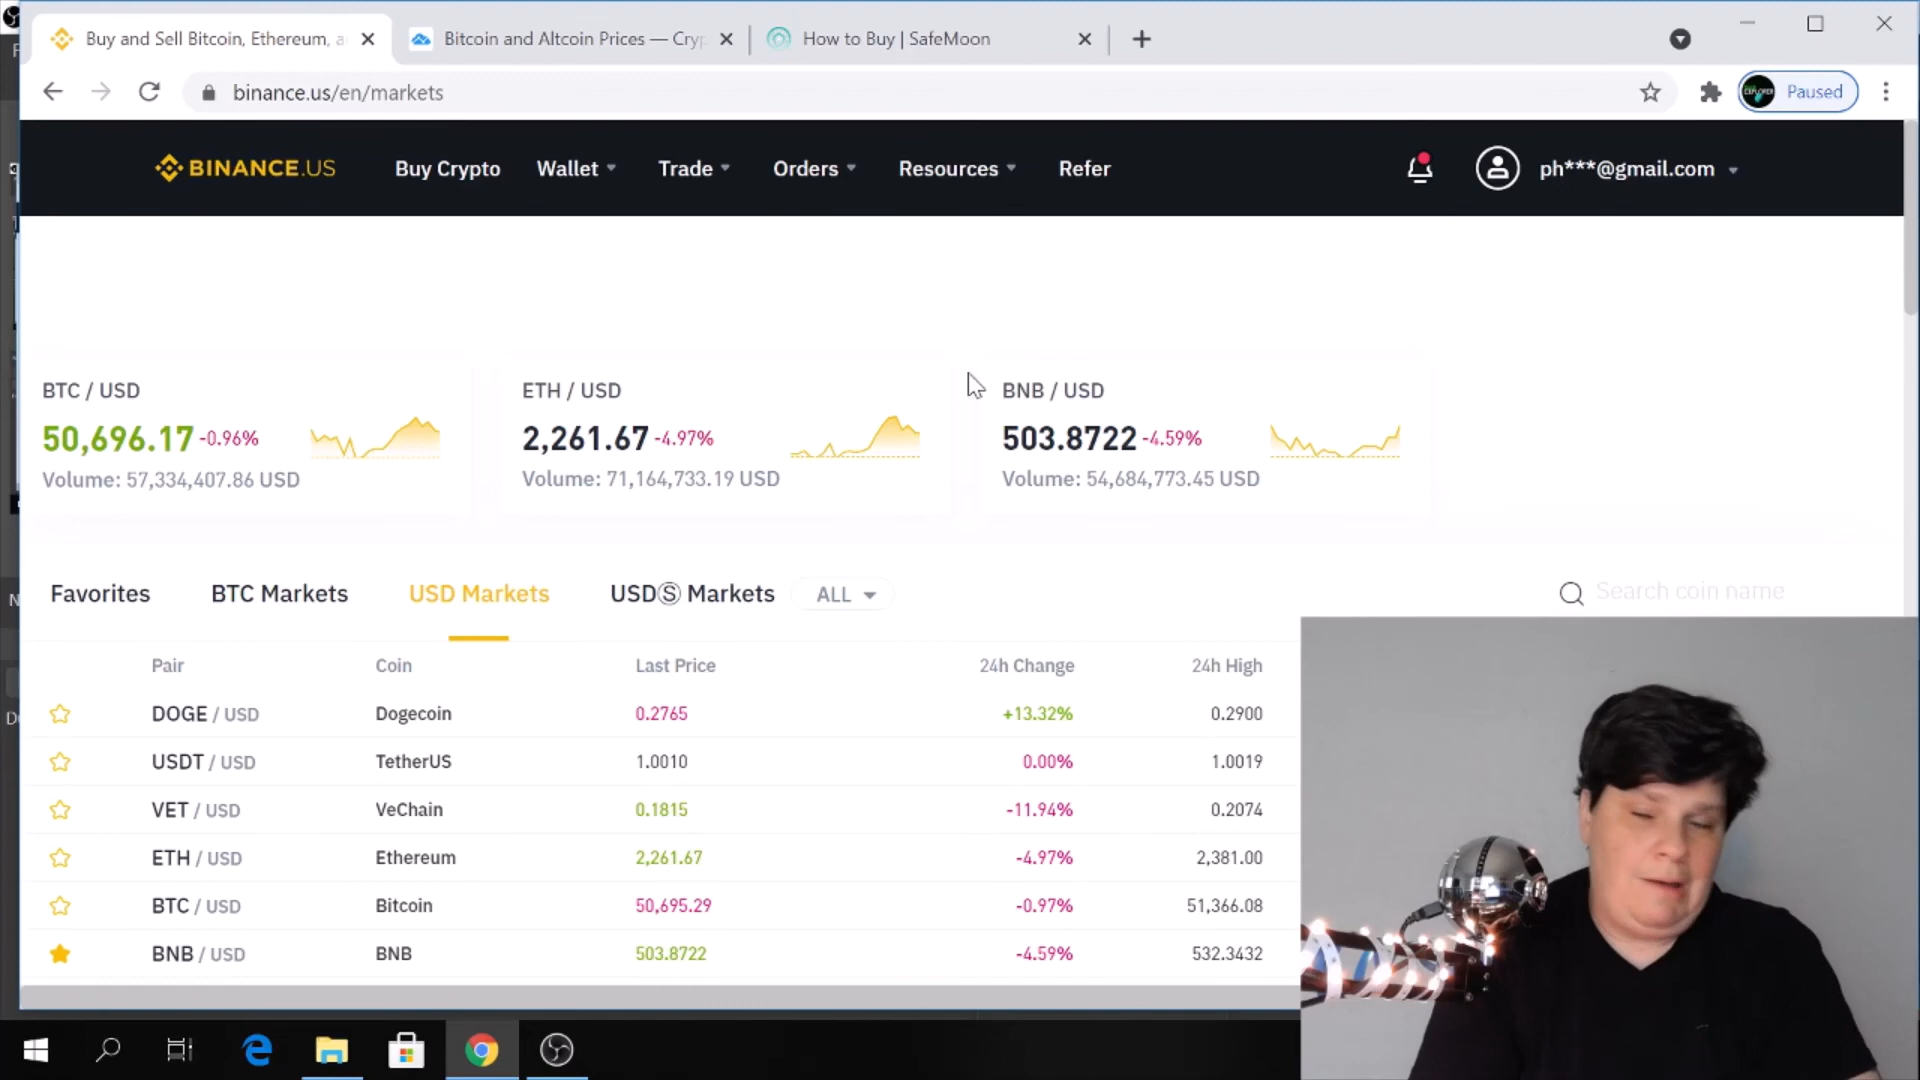 Buy and Sell Bitcoin, Ethereum, a
Bitcoin and Altcoin Prices — Cryp
How to Buy | SafeMoon
binance.us/en/markets
Paused
BINANCE.US
Buy Crypto
Wallet
Trade
Orders
Resources
Refer
ph***@gmail.com
BTC / USD
50,696.17 -0.96%
Volume: 57,334,407.86 USD
ETH / USD
2,261.67 -4.97%
Volume: 71,164,733.19 USD
BNB / USD
503.8722 -4.59%
Volume: 54,684,773.45 USD
Favorites
BTC Markets
USD Markets
USDⓈ Markets
ALL
Search coin name
Pair Coin Last Price 24h Change 24h High
DOGE / USD Dogecoin 0.2765 +13.32% 0.2900
USDT / USD TetherUS 1.0010 0.00% 1.0019
VET / USD VeChain 0.1815 -11.94% 0.2074
ETH / USD Ethereum 2,261.67 -4.97% 2,381.00
BTC / USD Bitcoin 50,695.29 -0.97% 51,366.08
BNB / USD BNB 503.8722 -4.59% 532.3432